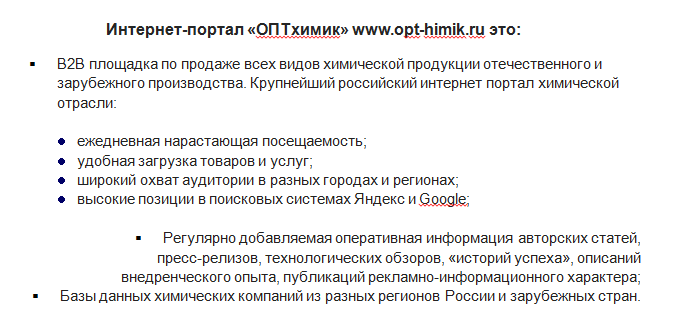 Интернет-портал «ОПТхимик» www.opt-himik.ru это:
▪ B2B площадка по продаже всех видов химической продукции отечественного и
зарубежного производства. Крупнейший российский интернет портал химической
отрасли:
● ежедневная нарастающая посещаемость;
● удобная загрузка товаров и услуг;
● широкий охват аудитории в разных городах и регионах;
● высокие позиции в поисковых системах Яндекс и Google;
▪ Регулярно добавляемая оперативная информация авторских статей,
пресс-релизов, технологических обзоров, «историй успеха», описаний
внедренческого опыта, публикаций рекламно-информационного характера;
▪ Базы данных химических компаний из разных регионов России и зарубежных стран.